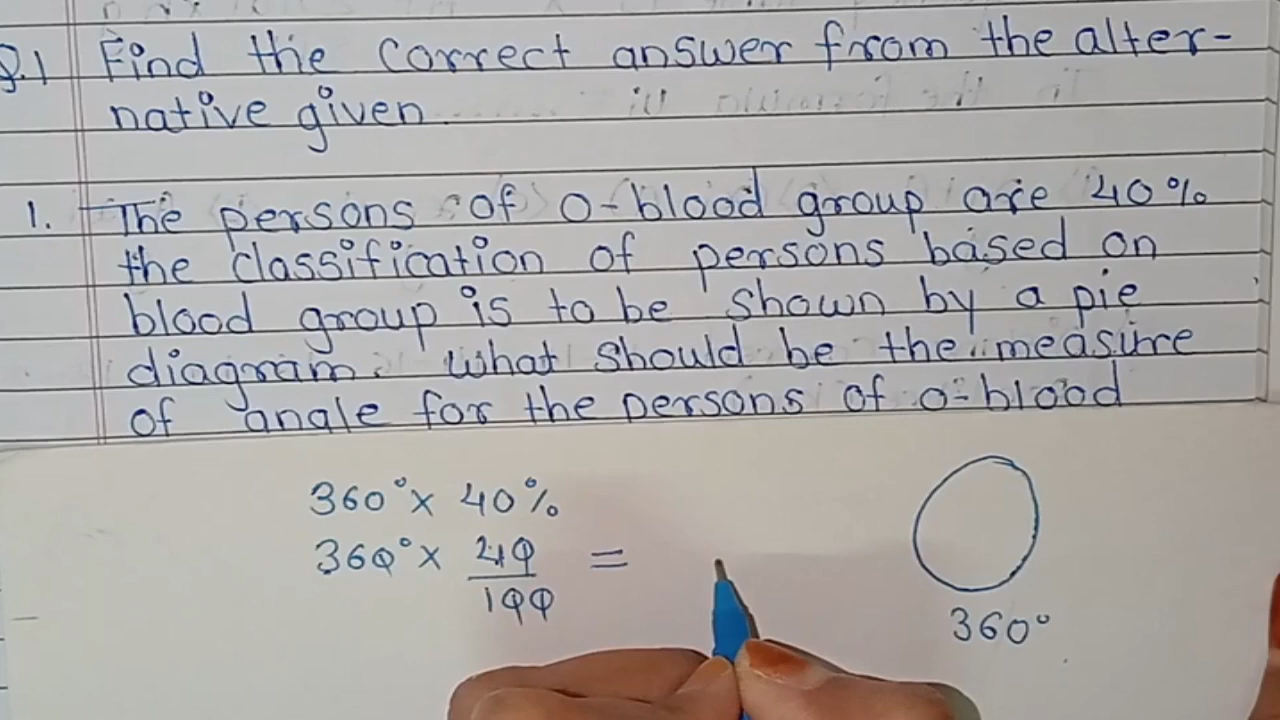 Q.1 Find the correct answer from the alter-
native given.
1. The persons of O-blood group are 40%
the classification of persons based on
blood group is to be shown by a pie
diagram. what should be the measure
of angle for the persons of o-blood
360° × 40%
360° × 40/100 =
360°